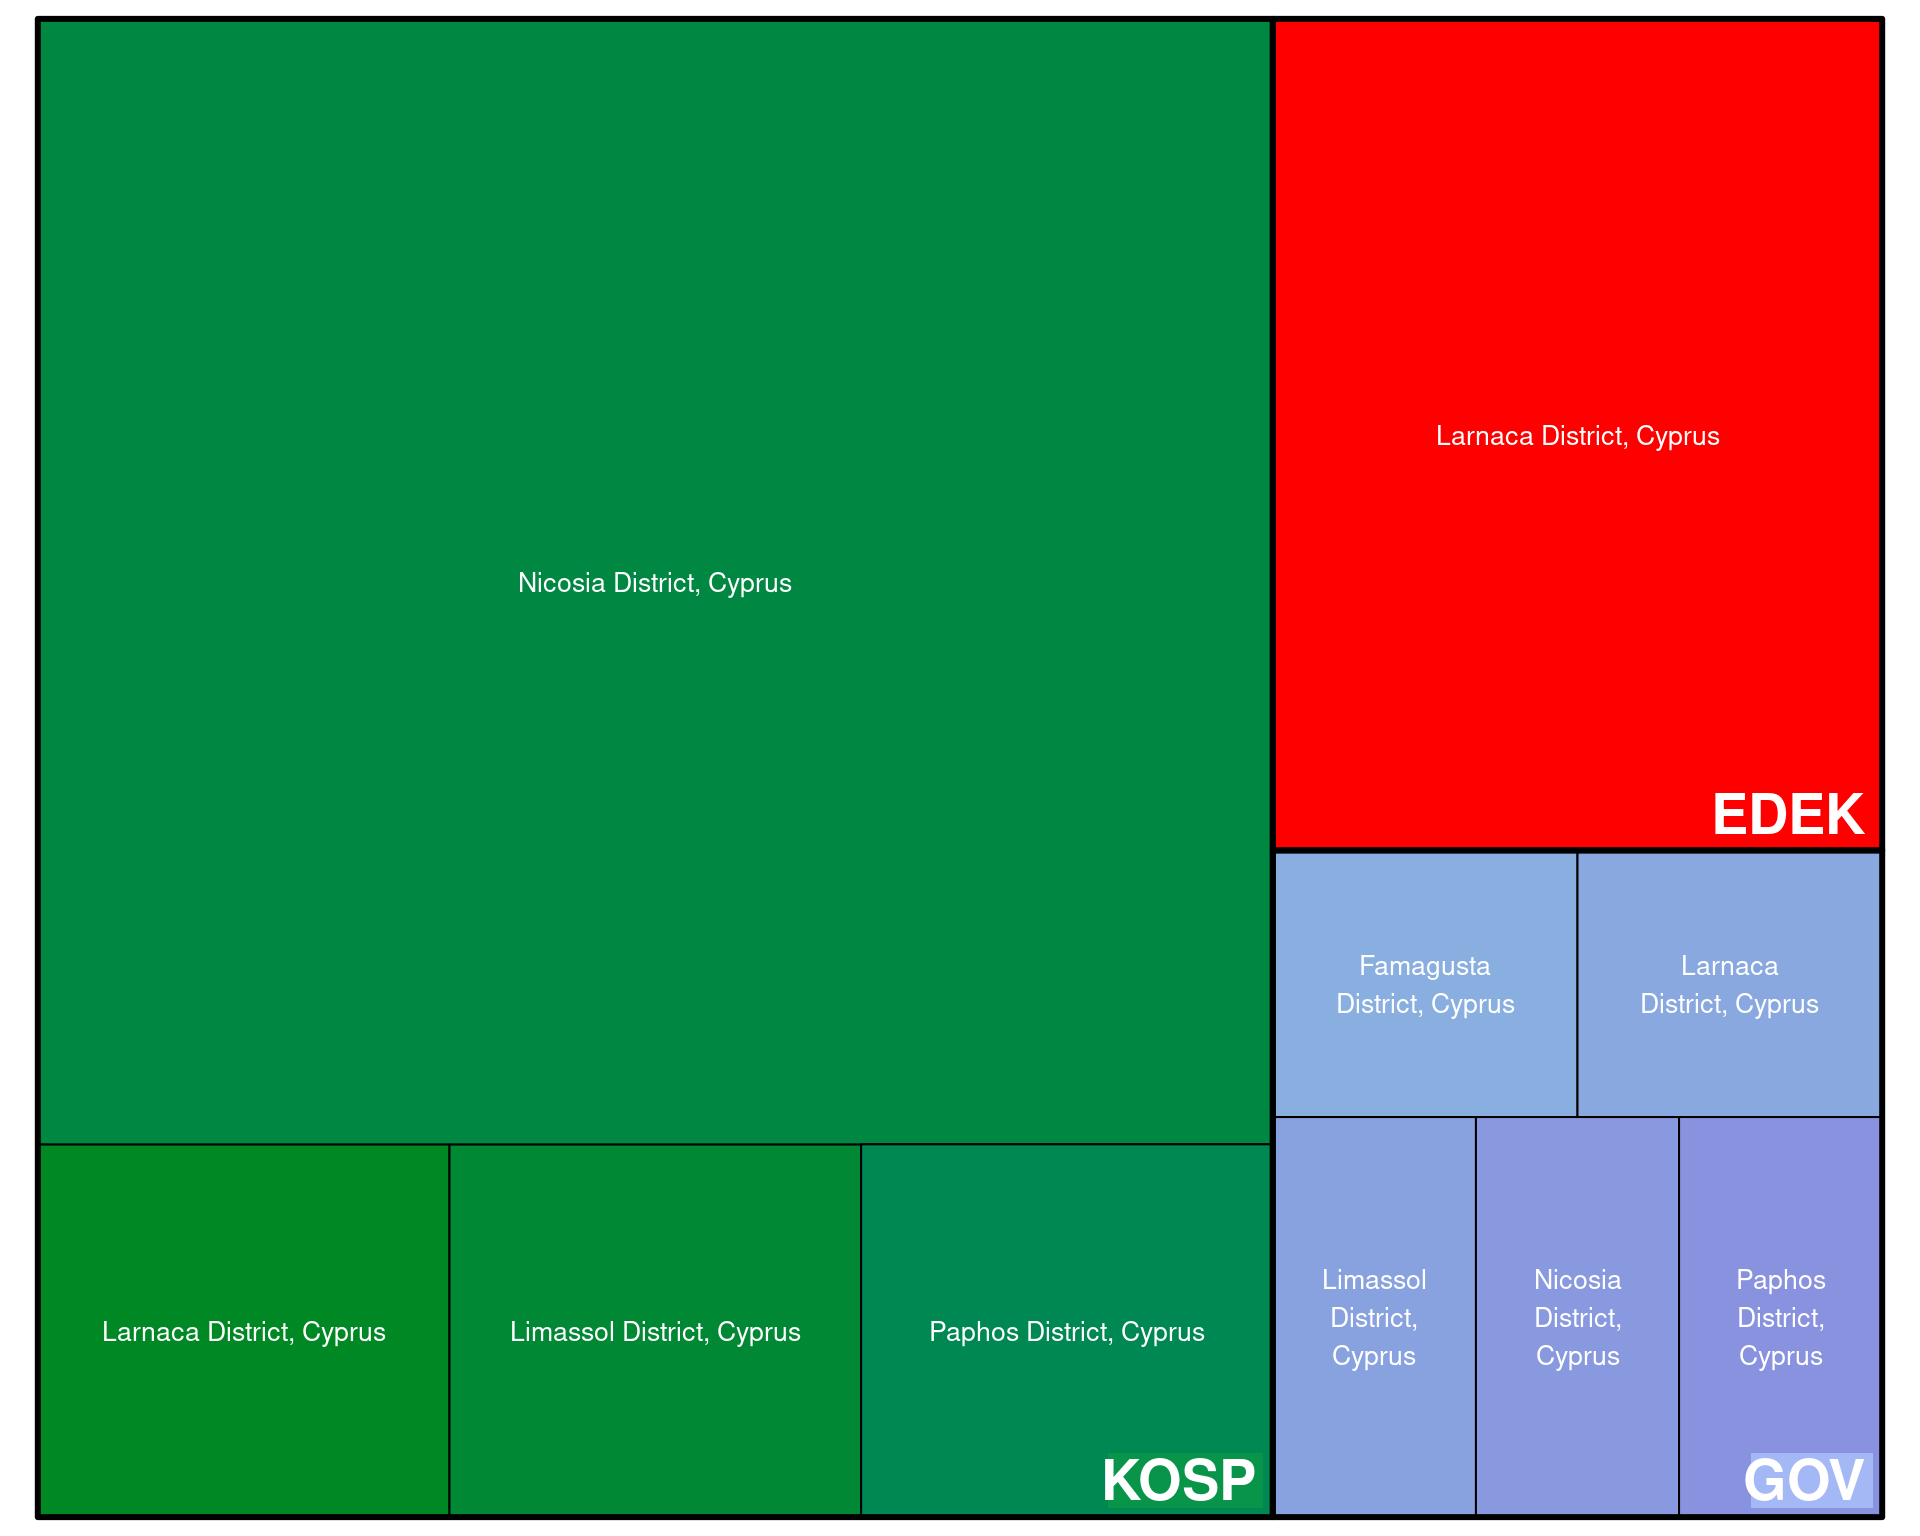 Nicosia District, Cyprus
Larnaca District, Cyprus
Limassol District, Cyprus
Paphos District, Cyprus
KOSP
Larnaca District, Cyprus
EDEK
Famagusta
District, Cyprus
Larnaca
District, Cyprus
Limassol
District,
Cyprus
Nicosia
District,
Cyprus
Paphos
District,
Cyprus
GOV